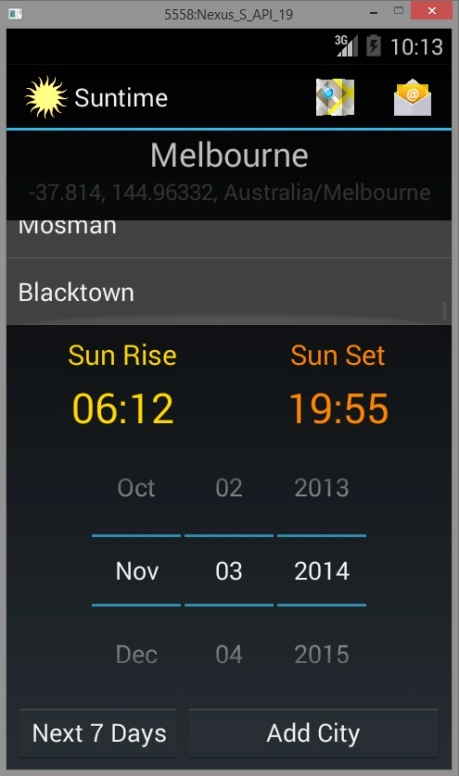 5558:Nexus_S_API_19
3G 10:13
Suntime
@
Melbourne
-37.814, 144.96332, Australia/Melbourne
Mosman
Blacktown
Sun Rise Sun Set
06:12 19:55
Oct 02 2013
Nov 03 2014
Dec 04 2015
Next 7 Days Add City